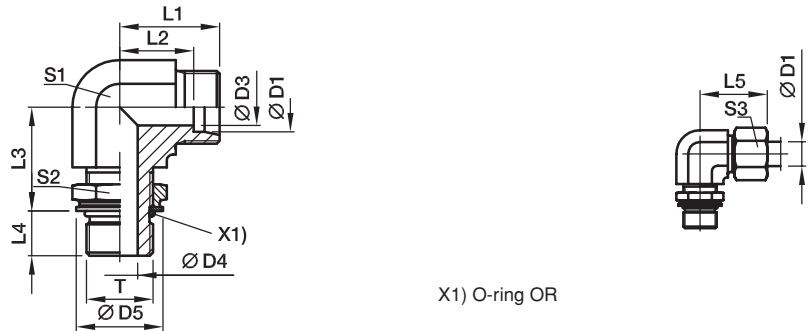 L1
L2
S1
Ø D3
Ø D1
L3
S2
L4
X1)
Ø D4
T
Ø D5
L5
S3
Ø D1
X1) O-ring OR